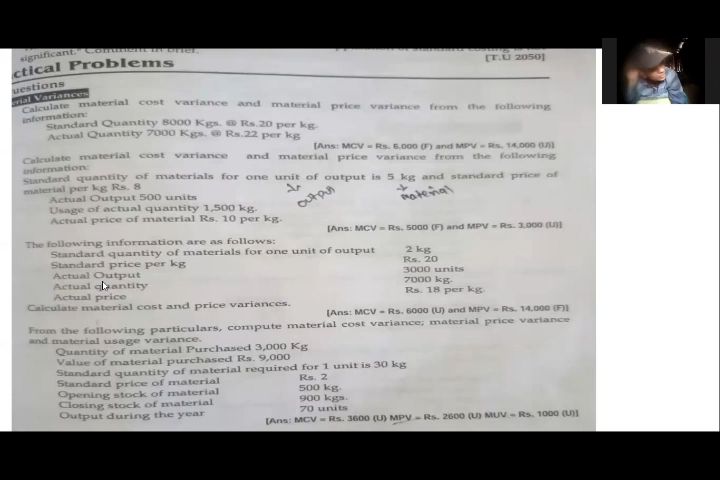 significant." Comment in brief.
[T.U 2050]
ctical Problems
uestions
erial Variances
Calculate material cost variance and material price variance from the following
information:
Standard Quantity 8000 Kgs. @ Rs.20 per kg.
Actual Quantity 7000 Kgs. @ Rs.22 per kg
[Ans: MCV = Rs. 6,000 (F) and MPV = Rs. 14,000 (U)]
Calculate material cost variance and material price variance from the following
information:
Standard quantity of materials for one unit of output is 5 kg and standard price of
material per kg Rs. 8
output material
Actual Output 500 units
Usage of actual quantity 1,500 kg.
Actual price of material Rs. 10 per kg.
[Ans: MCV = Rs. 5000 (F) and MPV = Rs. 3,000 (U)]
The following information are as follows:
Standard quantity of materials for one unit of output 2 kg
Standard price per kg Rs. 20
Actual Output 3000 units
Actual quantity 7000 kg.
Actual price Rs. 18 per kg.
Calculate material cost and price variances.
[Ans: MCV = Rs. 6000 (U) and MPV = Rs. 14,000 (F)]
From the following particulars, compute material cost variance, material price variance
and material usage variance.
Quantity of material Purchased 3,000 Kg
Value of material purchased Rs. 9,000
Standard quantity of material required for 1 unit is 30 kg
Standard price of material Rs. 2
Opening stock of material 500 kg.
Closing stock of material 900 kgs.
Output during the year 70 units
[Ans: MCV = Rs. 3600 (U) MPV = Rs. 2600 (U) MUV = Rs. 1000 (U)]